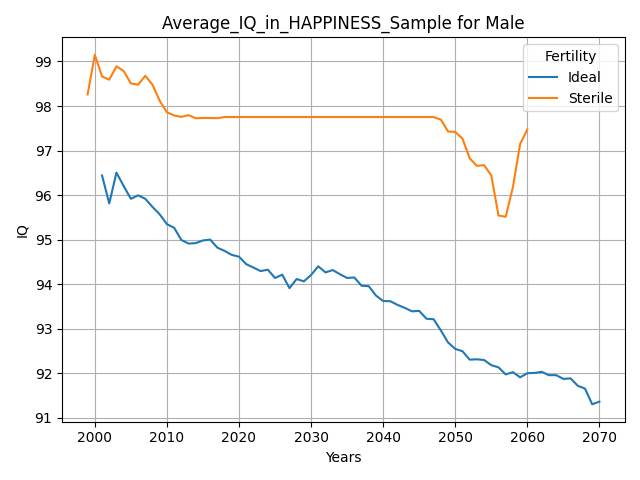 Average_IQ_in_HAPPINESS_Sample for Male
Fertility
Ideal
Sterile
99
98
97
96
95
94
93
92
91
IQ
2000 2010 2020 2030 2040 2050 2060 2070
Years